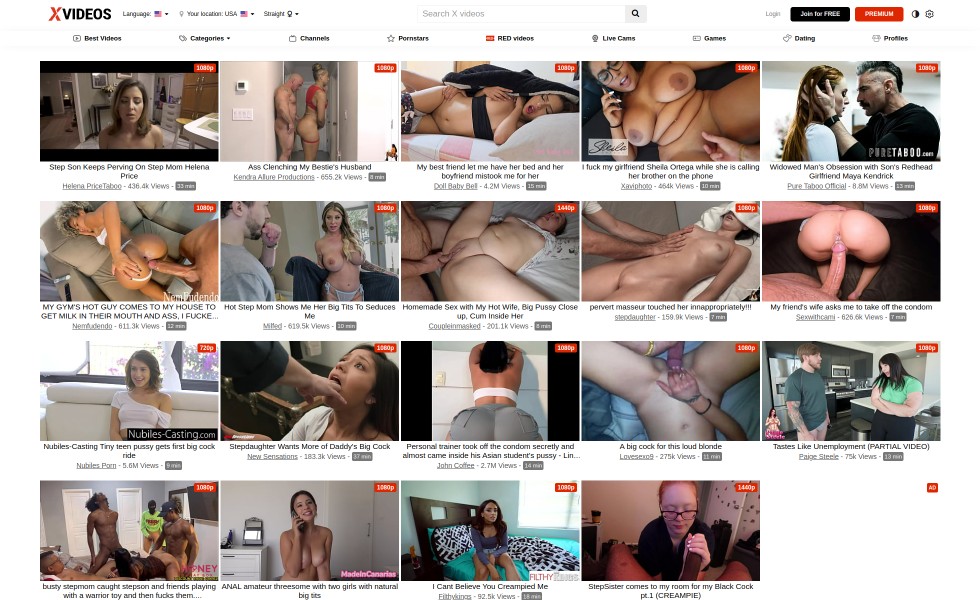 XVIDEOS Language: Your location: USA Straight Search X videos Login Join for FREE PREMIUM
Best Videos Categories Channels Pornstars RED videos Live Cams Games Dating Profiles
1080p 1080p 1080p 1080p 1080p
Sheila PURETABOO.com
Step Son Keeps Perving On Step Mom Helena Price
Helena PriceTaboo - 436.4k Views - 33 min
Ass Clenching My Bestie's Husband
Kendra Allure Productions - 655.2k Views - 8 min
My best friend let me have her bed and her
boyfriend mistook me for her
Doll Baby Bell - 4.2M Views - 15 min
I fuck my girlfriend Sheila Ortega while she is calling
her brother on the phone
Xaviphoto - 464k Views - 10 min
Widowed Man's Obsession with Son's Redhead
Girlfriend Maya Kendrick
Pure Taboo Official - 8.8M Views - 13 min
1080p 1080p 1440p 1080p 1080p
Nemfudendo
MY GYM'S HOT GUY COMES TO MY HOUSE TO
GET MILK IN THEIR MOUTH AND ASS, I FUCKE...
Nemfudendo - 611.3k Views - 12 min
Hot Step Mom Shows Me Her Big Tits To Seduces
Me
Milfed - 619.5k Views - 10 min
Homemade Sex with My Hot Wife, Big Pussy Close
up, Cum Inside Her
Coupleinmasked - 201.1k Views - 8 min
pervert masseur touched her innappropriately!!!
stepdaughter - 159.9k Views - 7 min
My friend's wife asks me to take off the condom
Sexwithcami - 626.6k Views - 7 min
720p 1080p 1080p 1080p 1080p
Nubiles-Casting.com
Nubiles-Casting Tiny teen pussy gets first big cock
ride
Nubiles Porn - 5.6M Views - 9 min
Stepdaughter Wants More of Daddy's Big Cock
New Sensations - 183.3k Views - 37 min
Personal trainer took off the condom secretly and
almost came inside his Asian student's pussy - Lin...
John Coffee - 2.7M Views - 14 min
A big cock for this loud blonde
Lovesexo9 - 275k Views - 11 min
Tastes Like Unemployment (PARTIAL VIDEO)
Paige Steele - 75k Views - 13 min
1080p 1080p 1080p 1440p AD
MadeInCanarias
busty stepmom caught stepson and friends playing
with a warrior toy and then fucks them....
ANAL amateur threesome with two girls with natural
big tits
I Cant Believe You Creampied Me
Filthykings - 92.5k Views - 18 min
StepSister comes to my room for my Black Cock
pt.1 (CREAMPIE)